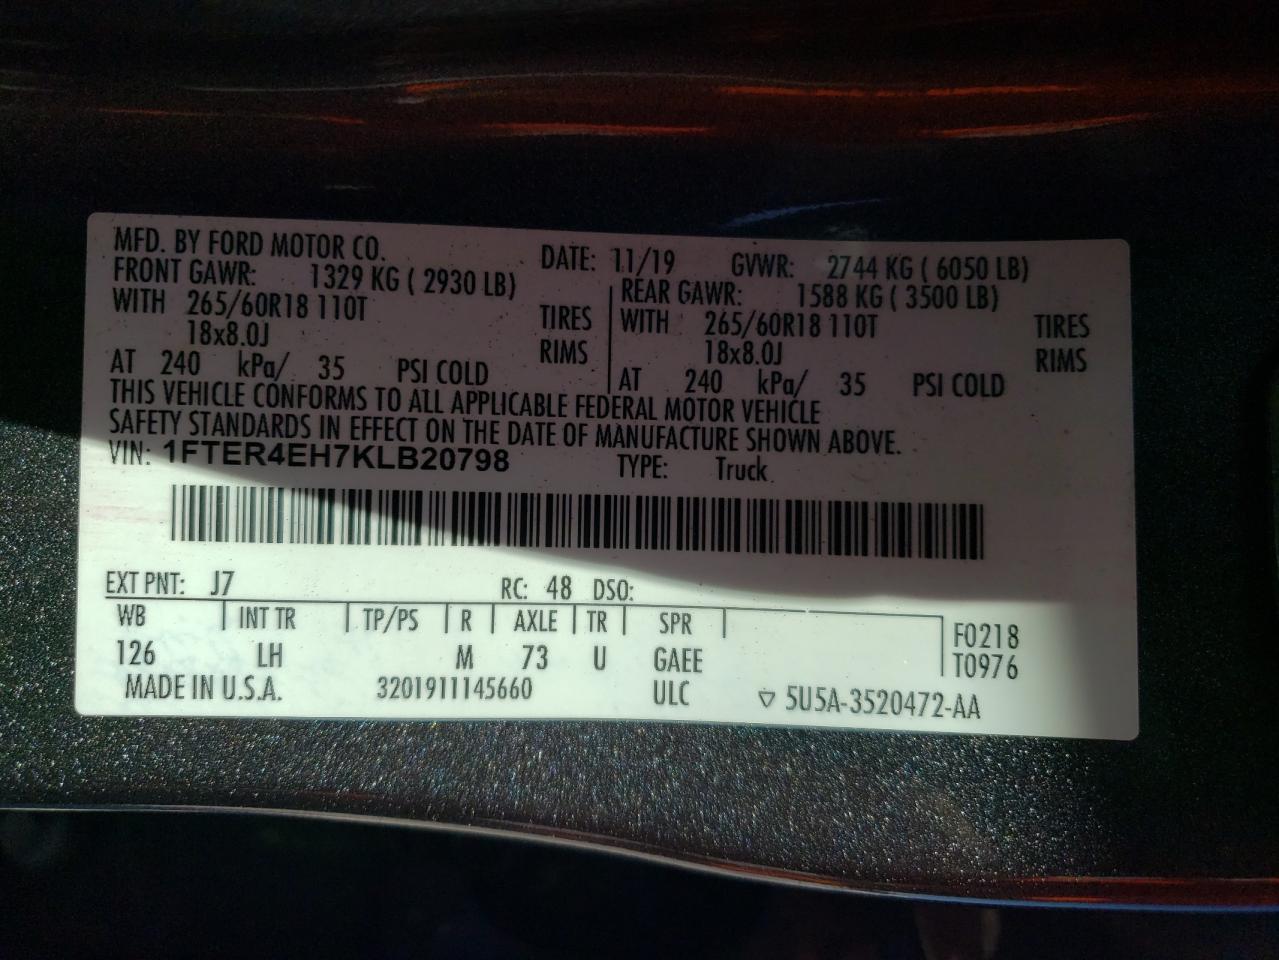 MFD. BY FORD MOTOR CO. DATE: 11/19 GVWR: 2744 KG ( 6050 LB)
FRONT GAWR: 1329 KG ( 2930 LB) REAR GAWR: 1588 KG ( 3500 LB)
WITH 265/60R18 110T TIRES WITH 265/60R18 110T TIRES
18x8.0J RIMS 18x8.0J RIMS
AT 240 kPa/ 35 PSI COLD AT 240 kPa/ 35 PSI COLD
THIS VEHICLE CONFORMS TO ALL APPLICABLE FEDERAL MOTOR VEHICLE
SAFETY STANDARDS IN EFFECT ON THE DATE OF MANUFACTURE SHOWN ABOVE.
VIN: 1FTER4EH7KLB20798 TYPE: Truck
EXT PNT: J7 RC: 48 DSO:
WB INT TR TP/PS R AXLE TR SPR F0218
126 LH M 73 U GAEE T0976
MADE IN U.S.A. 3201911145660 ULC ▽ 5U5A-3520472-AA